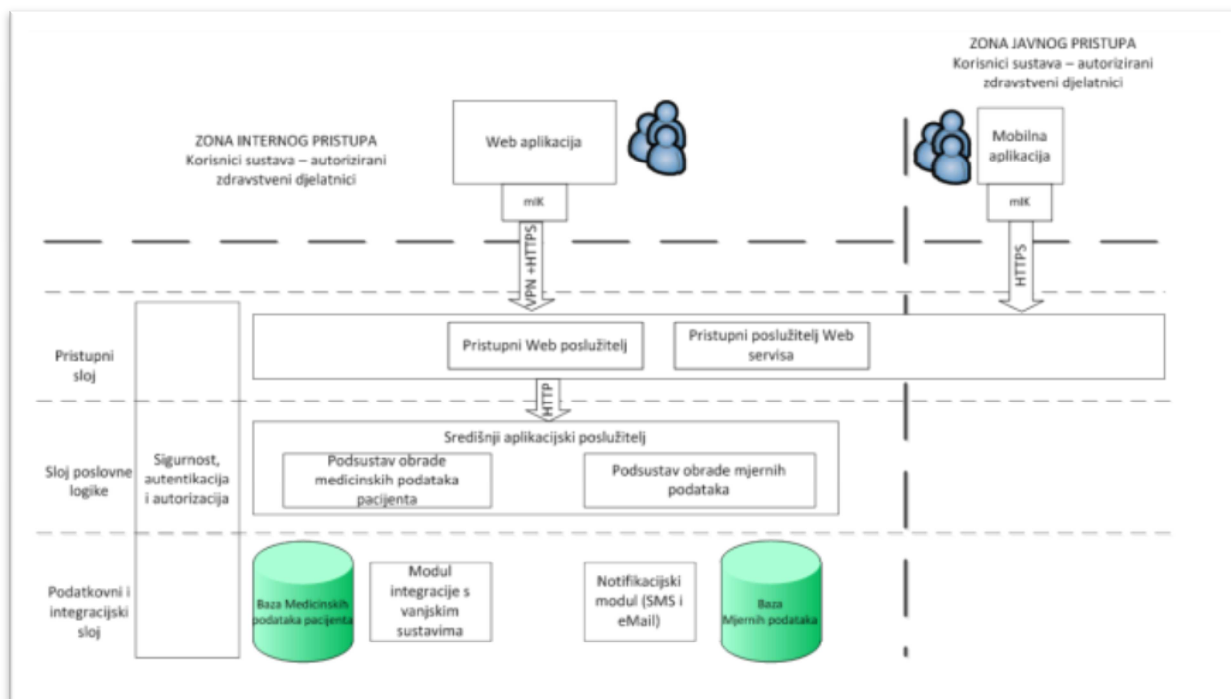 ZONA JAVNOG PRISTUPA
Korisnici sustava – autorizirani
zdravstveni djelatnici
ZONA INTERNOG PRISTUPA
Korisnici sustava – autorizirani
zdravstveni djelatnici
Web aplikacija
mIK
Mobilna
aplikacija
mIK
VPN +HTTPS
HTTPS
Pristupni
sloj
Pristupni Web poslužitelj
Pristupni poslužitelj Web
servisa
HTTP
Sloj poslovne
logike
Sigurnost,
autentikacija
i autorizacija
Središnji aplikacijski poslužitelj
Podsustav obrade
medicinskih podataka
pacijenta
Podsustav obrade mjernih
podataka
Podatkovni i
integracijski
sloj
Baza Medicinskih
podataka pacijenta
Modul
integracije s
vanjskim
sustavima
Notifikacijski
modul (SMS i
eMail)
Baza
Mjernih podataka